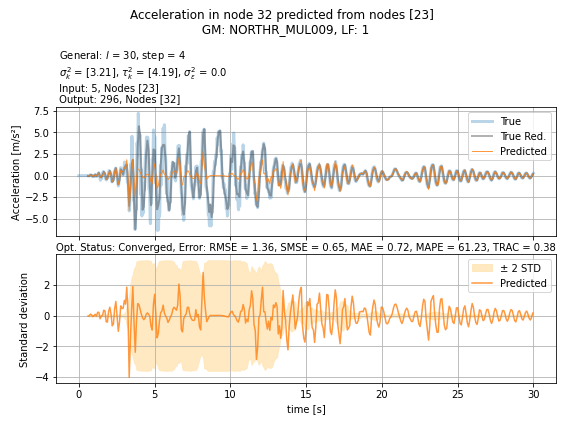 Acceleration in node 32 predicted from nodes [23]
GM: NORTHR_MUL009, LF: 1
General: l = 30, step = 4
σ²ₖ = [3.21], τ²ₖ = [4.19], σ²ε = 0.0
Input: 5, Nodes [23]
Output: 296, Nodes [32]
7.5
5.0
2.5
0.0
−2.5
−5.0
Acceleration [m/s²]
True
True Red.
Predicted
Opt. Status: Converged, Error: RMSE = 1.36, SMSE = 0.65, MAE = 0.72, MAPE = 61.23, TRAC = 0.38
2
0
−2
−4
Standard deviation
± 2 STD
Predicted
0 5 10 15 20 25 30
time [s]